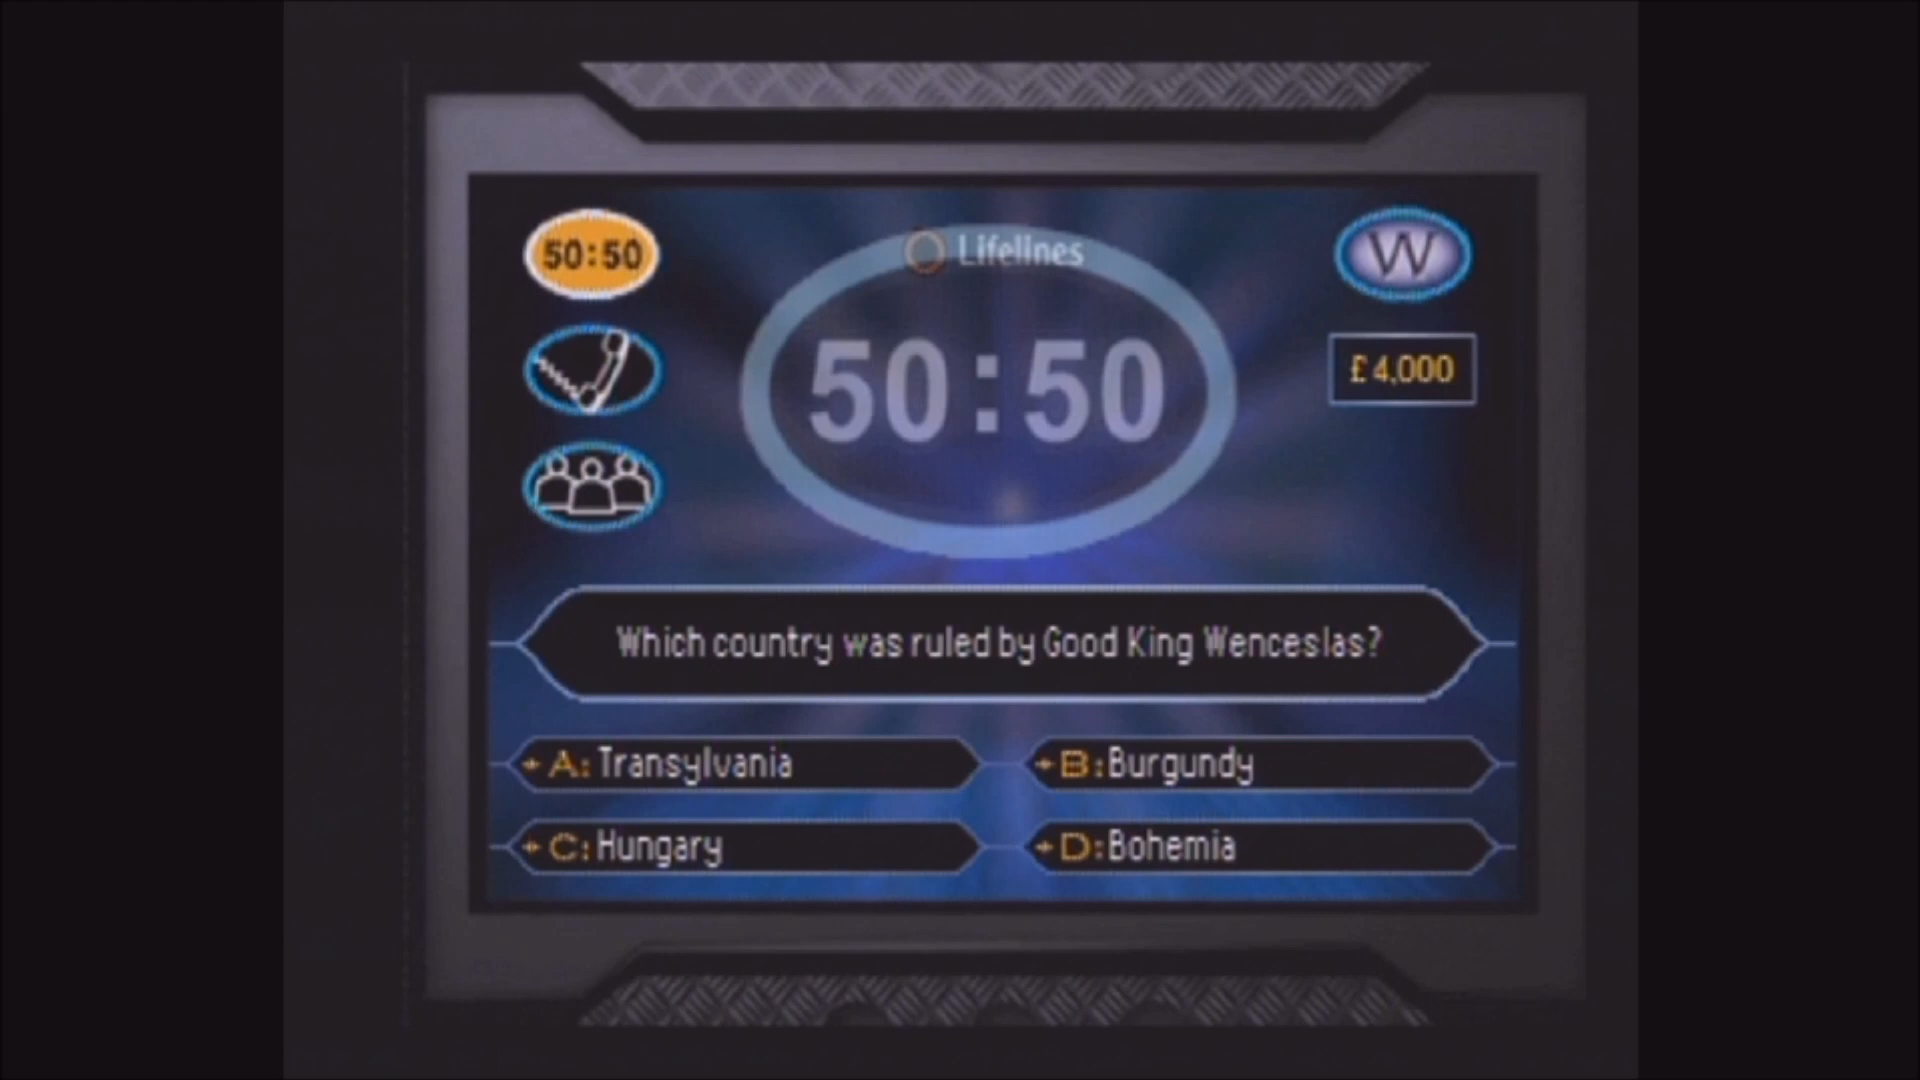 50:50
Lifelines
W
50:50
£4,000
Which country was ruled by Good King Wenceslas?
A: Transylvania
B: Burgundy
C: Hungary
D: Bohemia